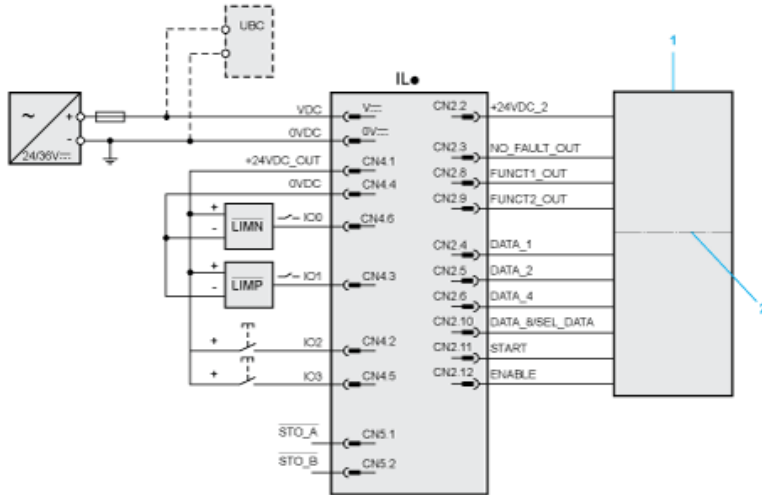 UBC
1
IL●
~
+
-
24/36V⎓
VDC
V⎓
0VDC
0V⎓
+24VDC_OUT
CN4.1
0VDC
CN4.4
+
-
LIMN
IO0
CN4.6
+
-
LIMP
IO1
CN4.3
+
IO2
CN4.2
+
IO3
CN4.5
STO_A
CN5.1
STO_B
CN5.2
CN2.2
+24VDC_2
CN2.3
NO_FAULT_OUT
CN2.8
FUNCT1_OUT
CN2.9
FUNCT2_OUT
CN2.4
DATA_1
CN2.5
DATA_2
CN2.6
DATA_4
CN2.10
DATA_8/SEL_DATA
CN2.11
START
CN2.12
ENABLE
2